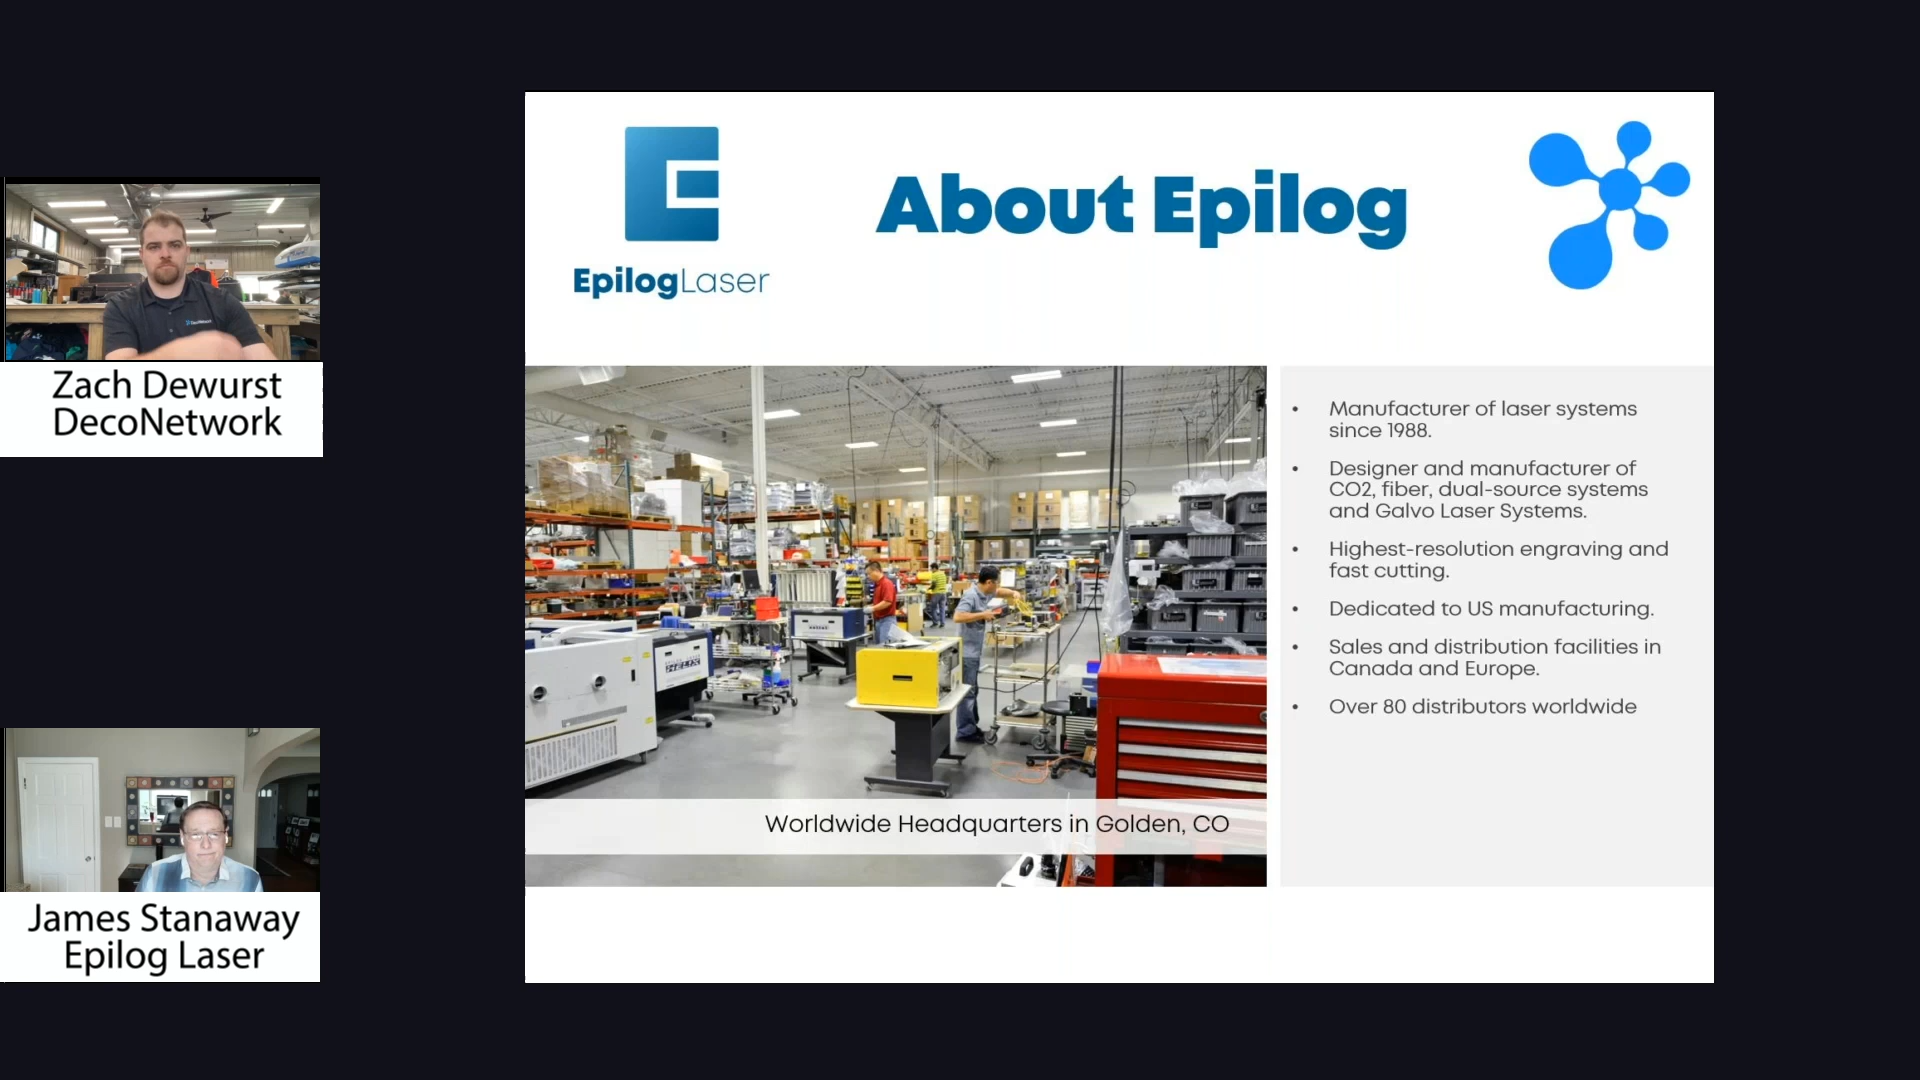 Zach Dewurst
DecoNetwork
James Stanaway
Epilog Laser
EpilogLaser
About Epilog
HELIX
Worldwide Headquarters in Golden, CO
• Manufacturer of laser systems
since 1988.
• Designer and manufacturer of
CO2, fiber, dual-source systems
and Galvo Laser Systems.
• Highest-resolution engraving and
fast cutting.
• Dedicated to US manufacturing.
• Sales and distribution facilities in
Canada and Europe.
• Over 80 distributors worldwide